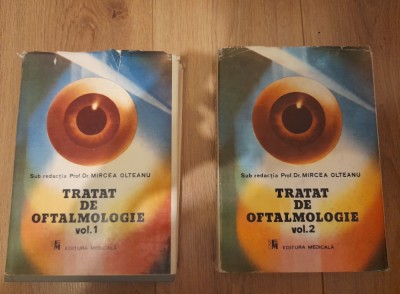 Sub redacția Prof. Dr. MIRCEA OLTEANU
TRATAT
DE
OFTALMOLOGIE
vol. 1
EDITURA MEDICALĂ
Sub redacția Prof. Dr. MIRCEA OLTEANU
TRATAT
DE
OFTALMOLOGIE
vol. 2
EDITURA MEDICALĂ